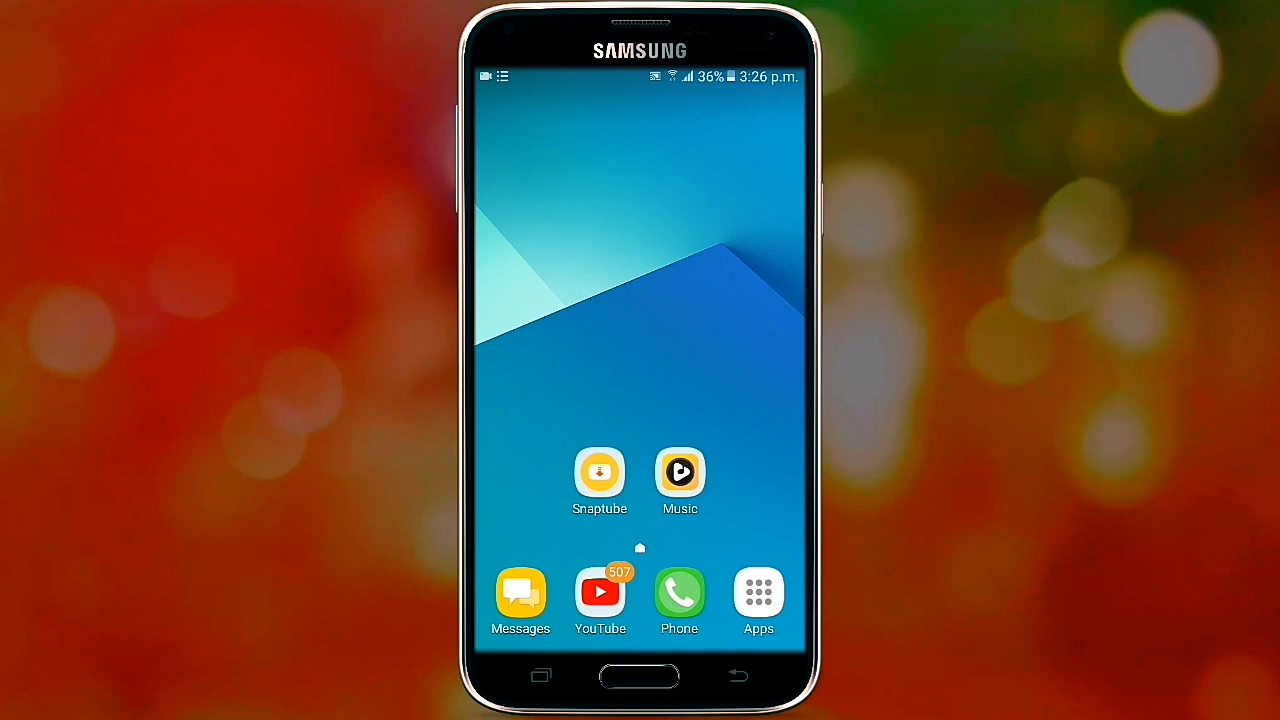 SAMSUNG
36% 3:26 p.m.
Snaptube
Music
507
Messages
YouTube
Phone
Apps